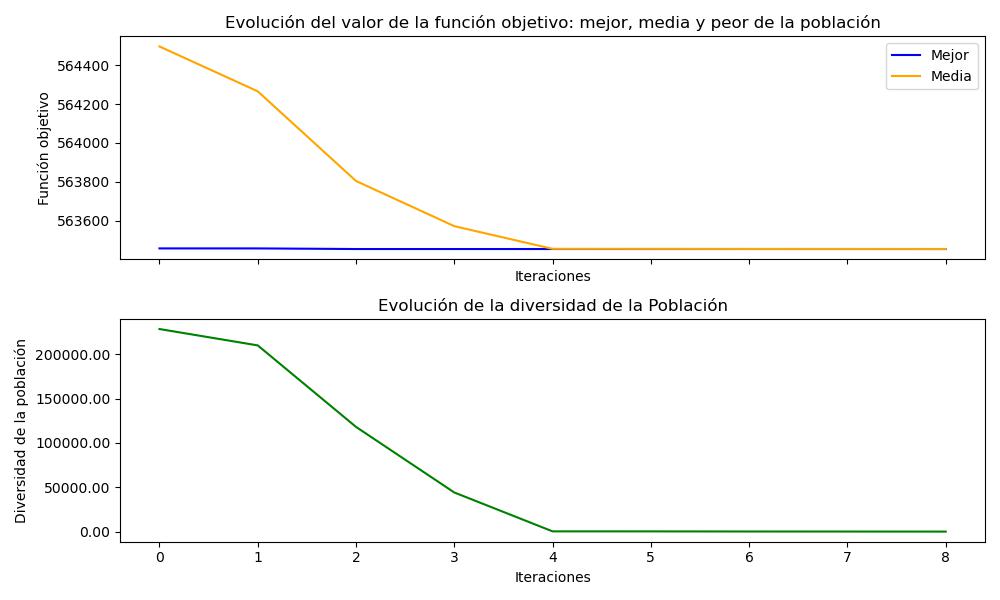 Evolución del valor de la función objetivo: mejor, media y peor de la población
Mejor
Media
564400
564200
564000
563800
563600
Función objetivo
Iteraciones
Evolución de la diversidad de la Población
200000.00
150000.00
100000.00
50000.00
0.00
Diversidad de la población
0 1 2 3 4 5 6 7 8
Iteraciones